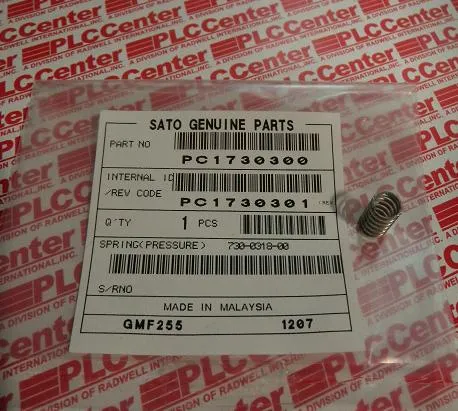 SATO GENUINE PARTS
PART NO
PC1730300
INTERNAL ID
/REV CODE
PC1730301 (REV
Q'TY 1 PCS
SPRING(PRESSURE) 730-0318-00
S/RNO
MADE IN MALAYSIA
GMF255 1207
PLCCenter
A DIVISION OF RADWELL INTERNATIONAL, INC.